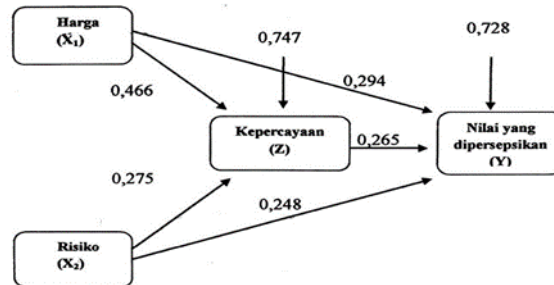 Harga
(X₁)
0,747
0,728
0,294
0,466
Kepercayaan
(Z)
0,265
Nilai yang
dipersepsikan
(Y)
0,275
0,248
Risiko
(X₂)